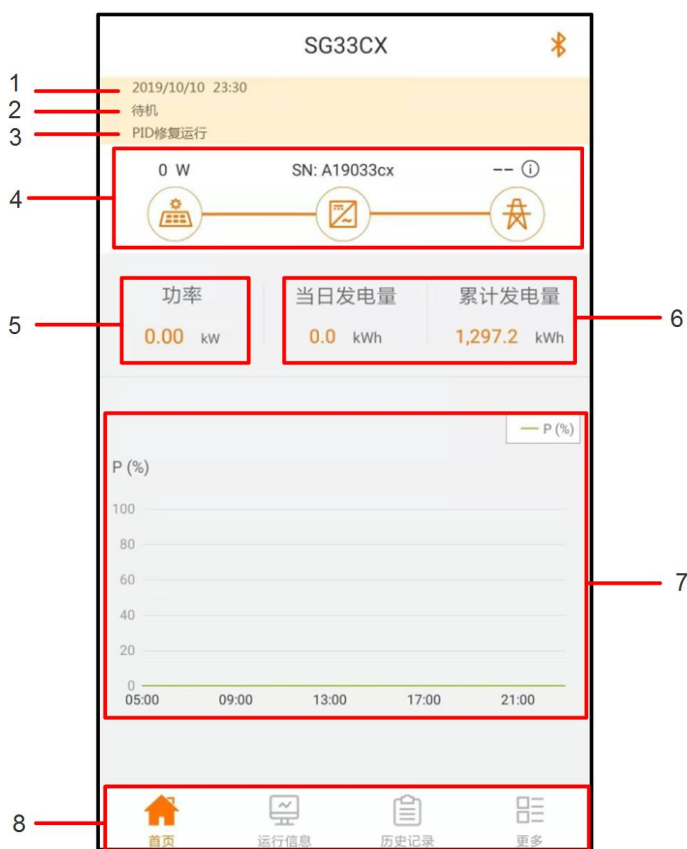 SG33CX
1 2019/10/10 23:30
2 待机
3 PID修复运行
4 0 W SN: A19033cx --
5 功率 当日发电量 累计发电量 6
0.00 kW 0.0 kWh 1,297.2 kWh
P (%)
P (%)
100
80
60
7
40
20
0
05:00 09:00 13:00 17:00 21:00
8
首页 运行信息 历史记录 更多